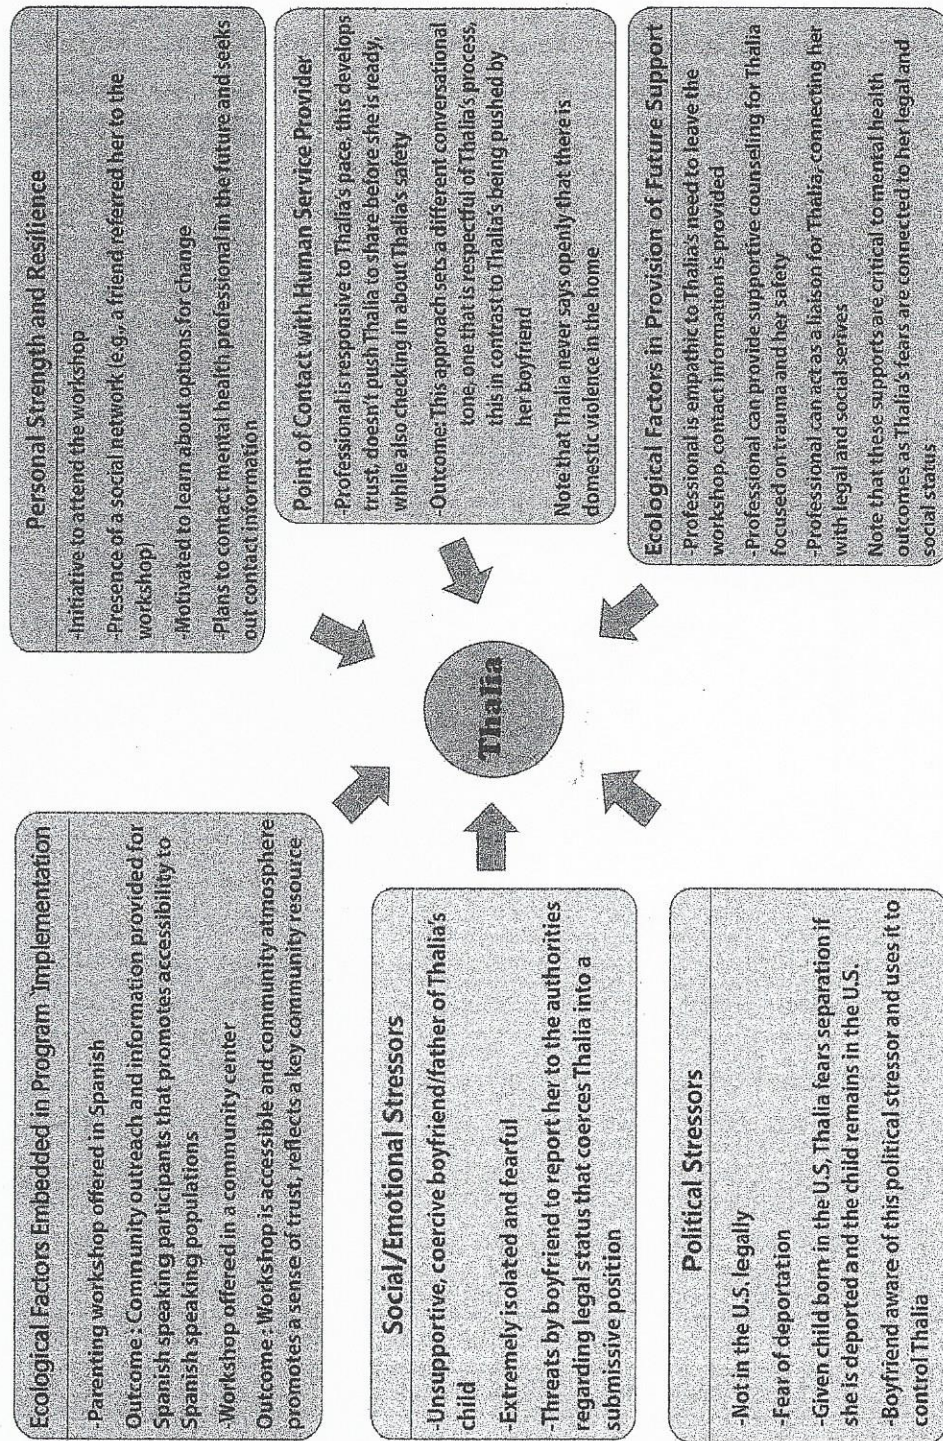 Ecological Factors Embedded in Program Implementation
-Parenting workshop offered in Spanish
Outcome : Community outreach and information provided for
Spanish speaking participants that promotes accessibility to
Spanish speaking populations
-Workshop offered in a community center
Outcome : Workshop is accessible and community atmosphere
promotes a sense of trust, reflects a key community resource
Social/Emotional Stressors
-Unsupportive, coercive boyfriend/father of Thalia's
child
-Extremely isolated and fearful
-Threats by boyfriend to report her to the authorities
regarding legal status that coerces Thalia into a
submissive position
Political Stressors
-Not in the U.S. legally
-Fear of deportation
-Given child born in the U.S, Thalia fears separation if
she is deported and the child remains in the U.S.
-Boyfriend aware of this political stressor and uses it to
control Thalia
Thalia
Personal Strength and Resilience
-Initiative to attend the workshop
-Presence of a social network (e.g., a friend referred her to the
workshop)
-Motivated to learn about options for change
-Plans to contact mental health professional in the future and seeks
out contact information
Point of Contact with Human Service Provider
-Professional is responsive to Thalia's pace, this develops
trust, doesn't push Thalia to share before she is ready,
while also checking in about Thalia's safety
-Outcome: This approach sets a different conversational
tone, one that is respectful of Thalia's process,
this in contrast to Thalia's being pushed by
her boyfriend
Note that Thalia never says openly that there is
domestic violence in the home
Ecological Factors in Provision of Future Support
-Professional is empathic to Thalia's need to leave the
workshop, contact information is provided
-Professional can provide supportive counseling for Thalia
focused on trauma and her safety
-Professional can act as a liaison for Thalia, connecting her
with legal and social serives
Note that these supports are critical to mental health
outcomes as Thalia's fears are connected to her legal and
social status